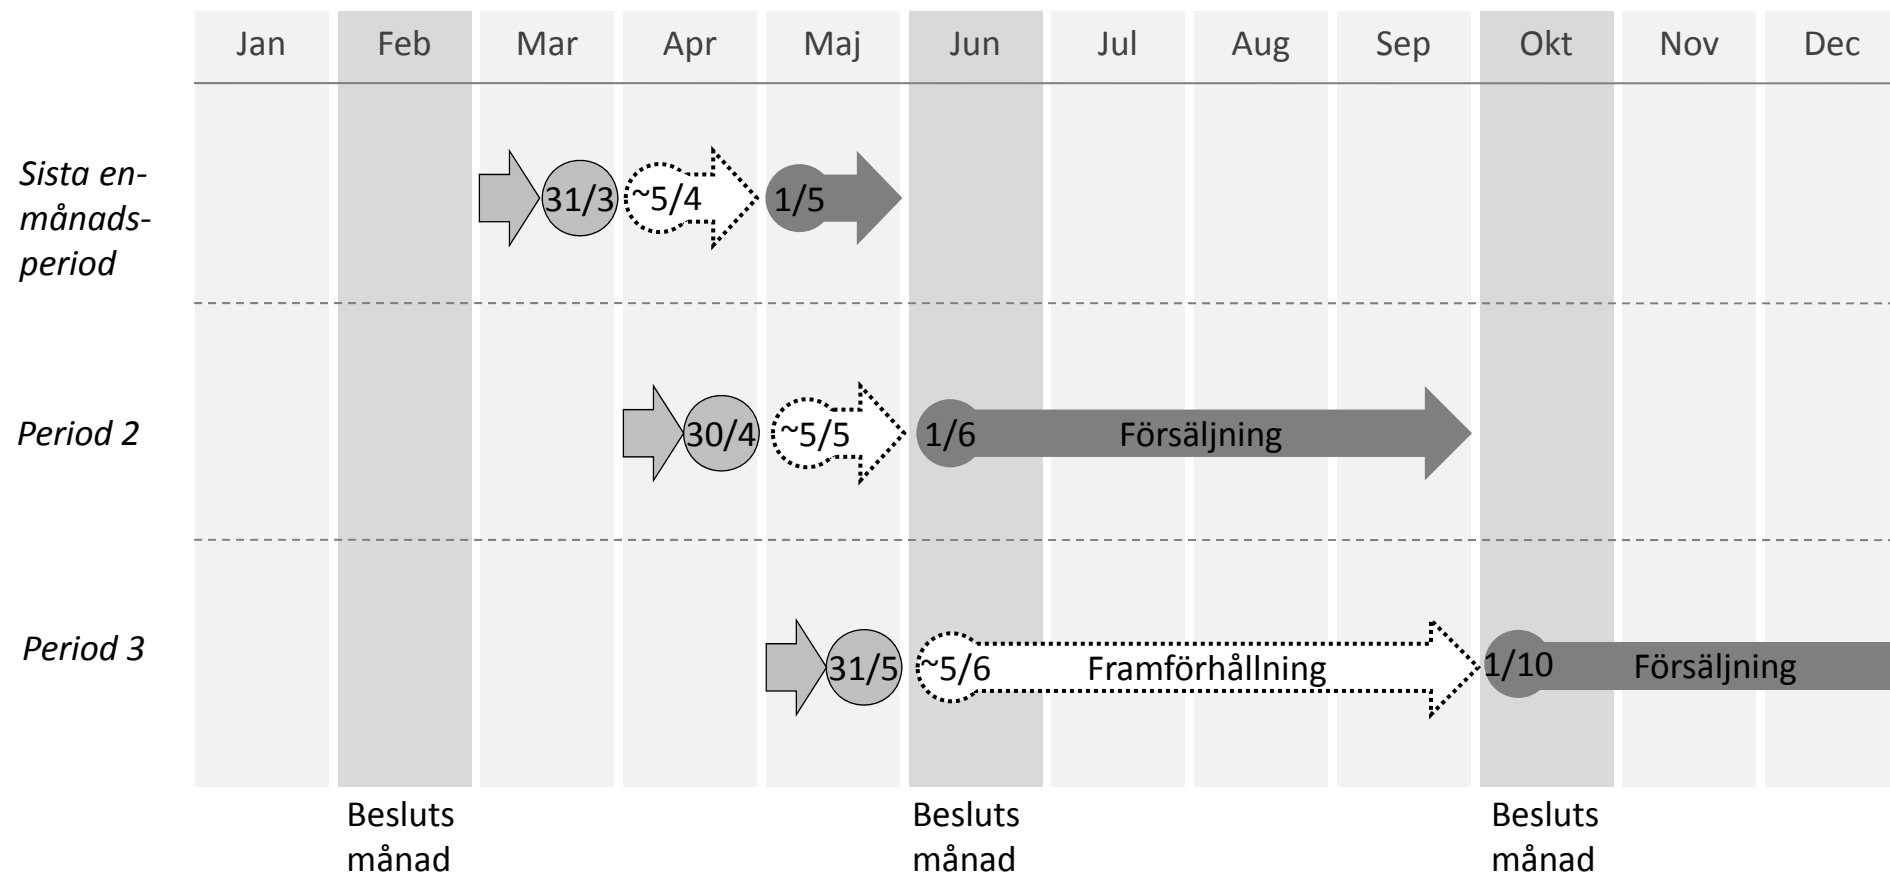 Jan Feb Mar Apr Maj Jun Jul Aug Sep Okt Nov Dec
Sista en-
månads-
period
31/3 ~5/4 1/5
Period 2
30/4 ~5/5 1/6 Försäljning
Period 3
31/5 ~5/6 Framförhållning 1/10 Försäljning
Besluts Besluts Besluts
månad månad månad